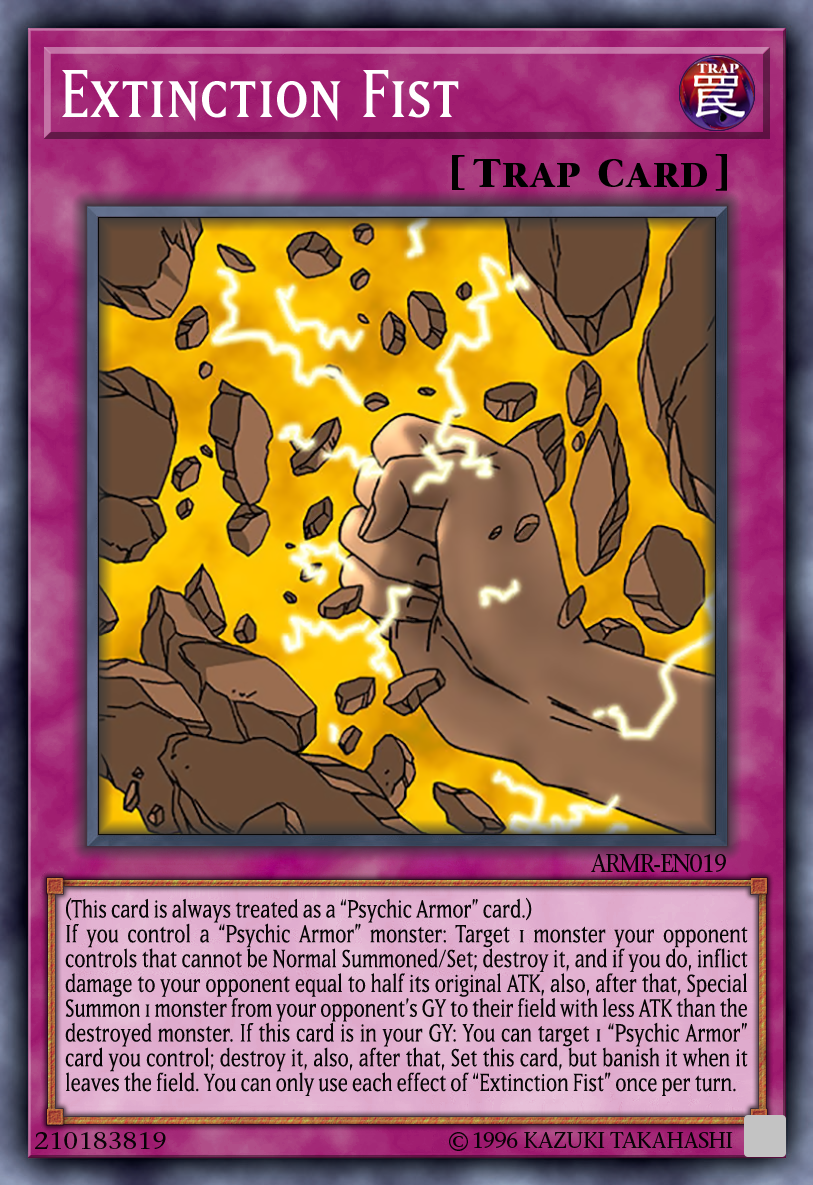 Extinction Fist
TRAP
罠
[Trap Card]
ARMR-EN019
(This card is always treated as a “Psychic Armor” card.)
If you control a “Psychic Armor” monster: Target 1 monster your opponent
controls that cannot be Normal Summoned/Set; destroy it, and if you do, inflict
damage to your opponent equal to half its original ATK, also, after that, Special
Summon 1 monster from your opponent’s GY to their field with less ATK than the
destroyed monster. If this card is in your GY: You can target 1 “Psychic Armor”
card you control; destroy it, also, after that, Set this card, but banish it when it
leaves the field. You can only use each effect of “Extinction Fist” once per turn.
210183819
© 1996 KAZUKI TAKAHASHI